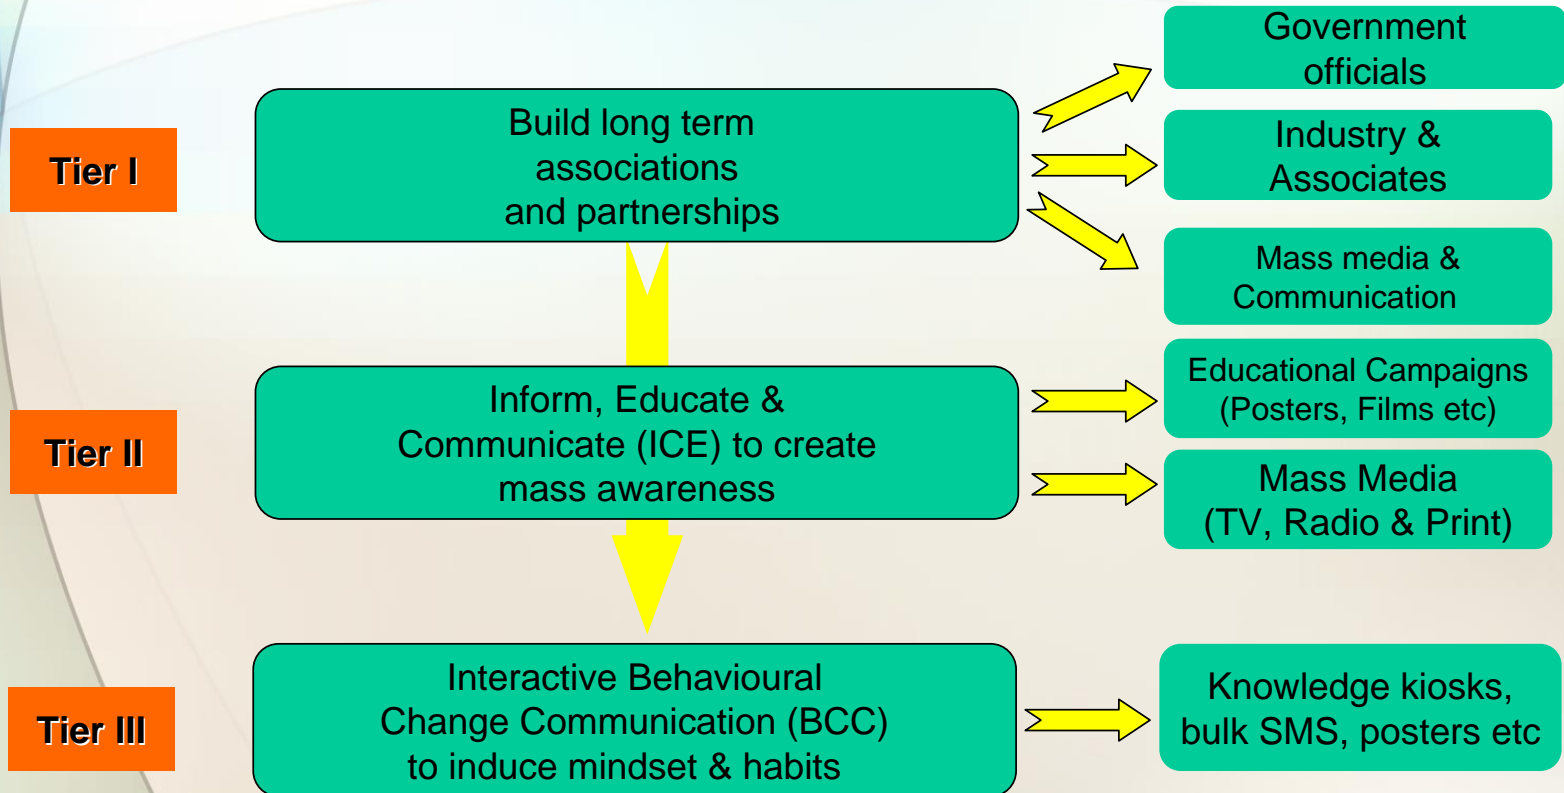 Tier I
Build long term
associations
and partnerships
Government
officials
Industry &
Associates
Mass media &
Communication
Tier II
Inform, Educate &
Communicate (ICE) to create
mass awareness
Educational Campaigns
(Posters, Films etc)
Mass Media
(TV, Radio & Print)
Tier III
Interactive Behavioural
Change Communication (BCC)
to induce mindset & habits
Knowledge kiosks,
bulk SMS, posters etc